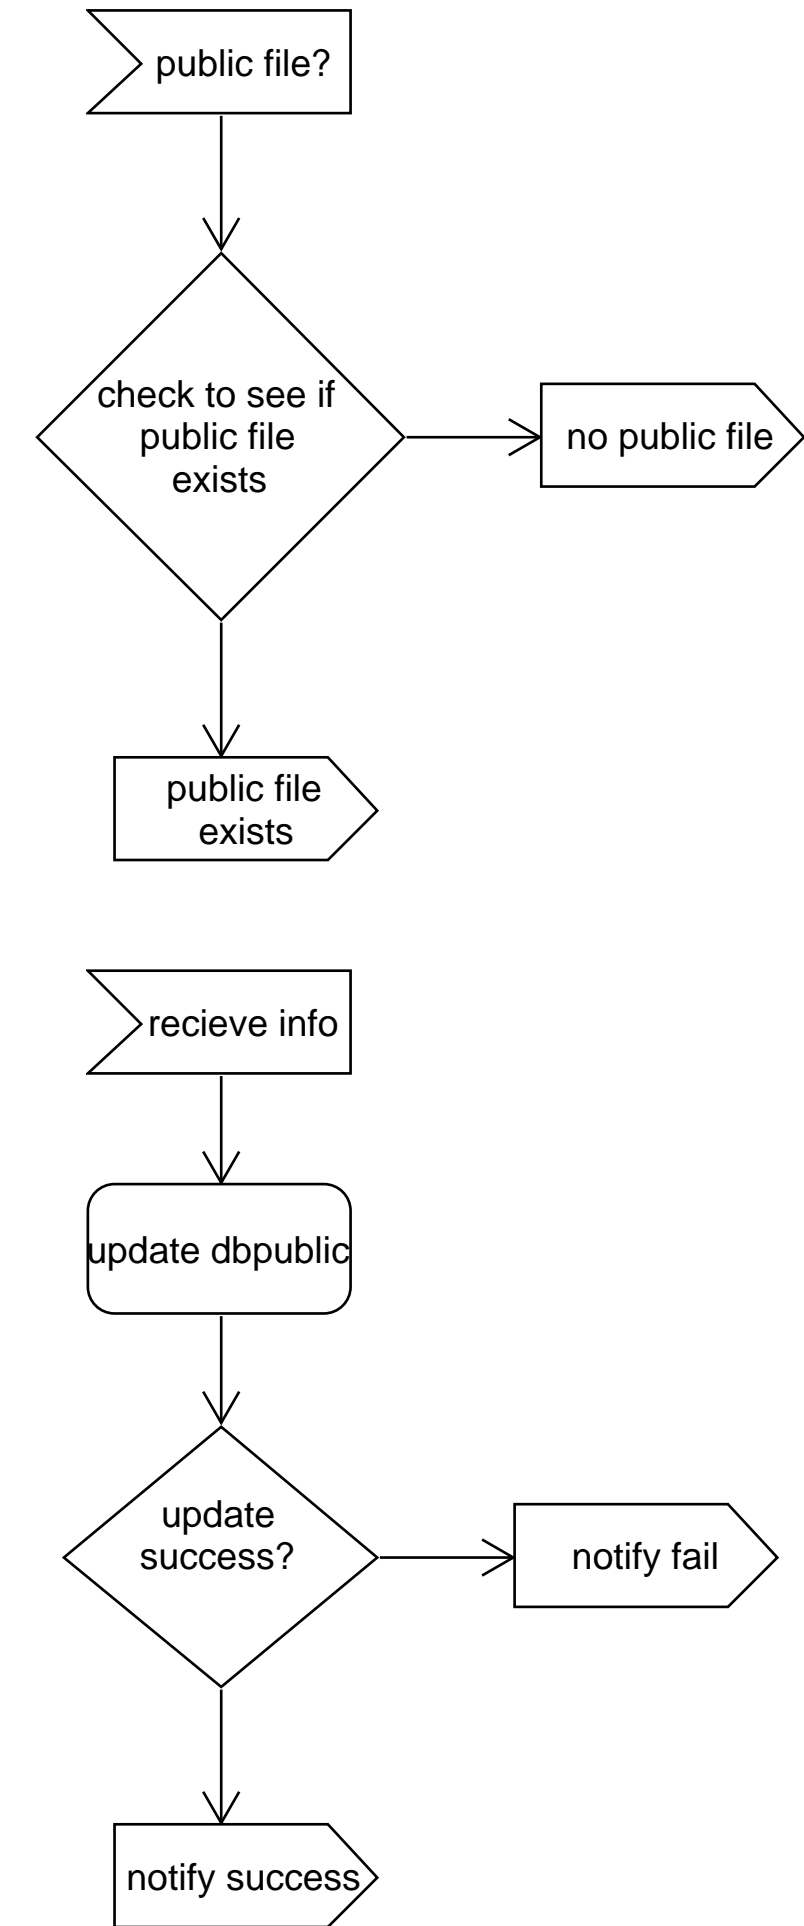 public file?
check to see if
public file
exists
no public file
public file
exists
recieve info
update dbpublic
update
success?
notify fail
notify success